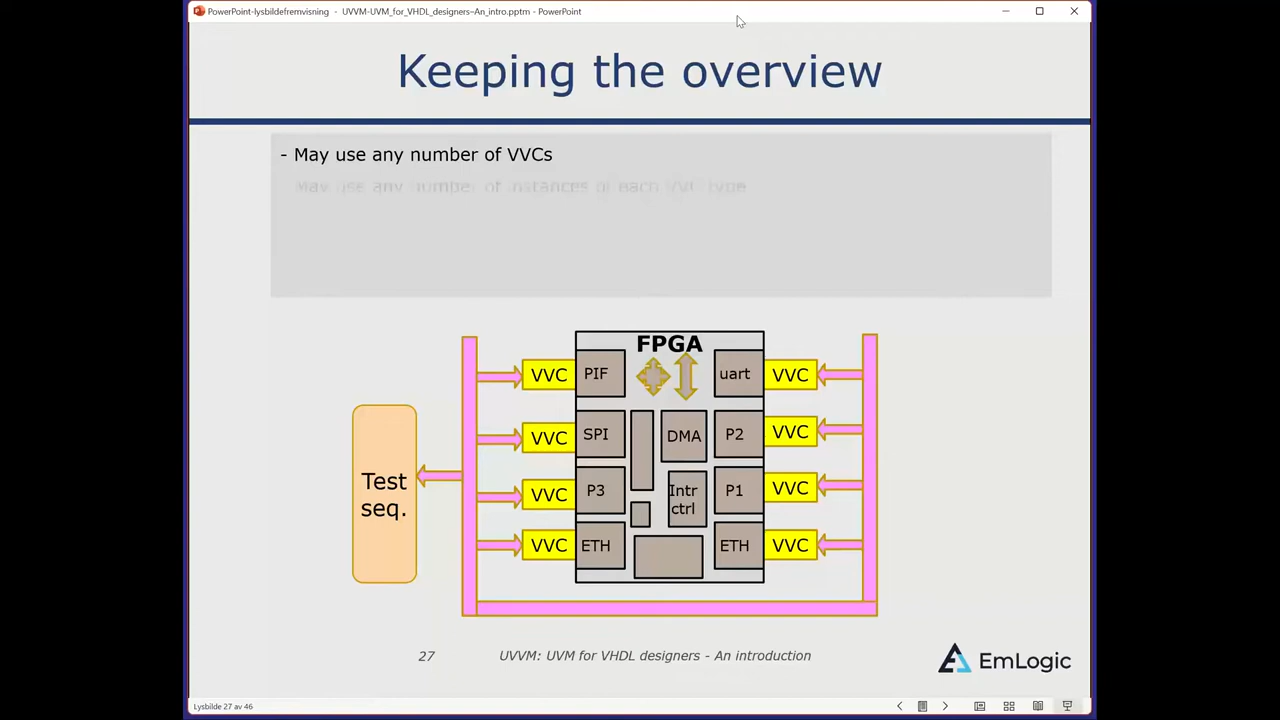 PowerPoint-lysbildefremvisning - UVVM-UVM_for_VHDL_designers–An_intro.pptm - PowerPoint
Keeping the overview
- May use any number of VVCs
May use any number of instances of each VVC type
FPGA
VVC PIF uart VVC
VVC SPI DMA P2 VVC
Test seq.
VVC P3 Intr ctrl P1 VVC
VVC ETH ETH VVC
27 UVVM: UVM for VHDL designers - An introduction EmLogic
Lysbilde 27 av 46